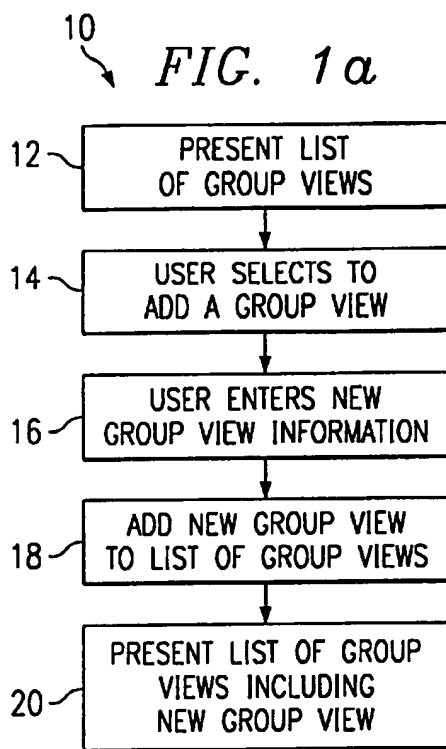 10
FIG. 1a
12
PRESENT LIST
OF GROUP VIEWS
14
USER SELECTS TO
ADD A GROUP VIEW
16
USER ENTERS NEW
GROUP VIEW INFORMATION
18
ADD NEW GROUP VIEW
TO LIST OF GROUP VIEWS
20
PRESENT LIST OF GROUP
VIEWS INCLUDING
NEW GROUP VIEW